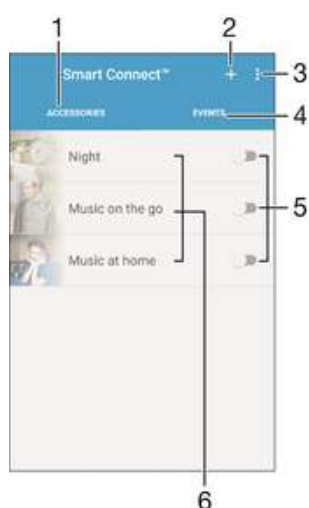 1 2
Smart Connect™ + ⋮ 3
ACCESSORIES EVENTS 4
Night
Music on the go 5
Music at home
6